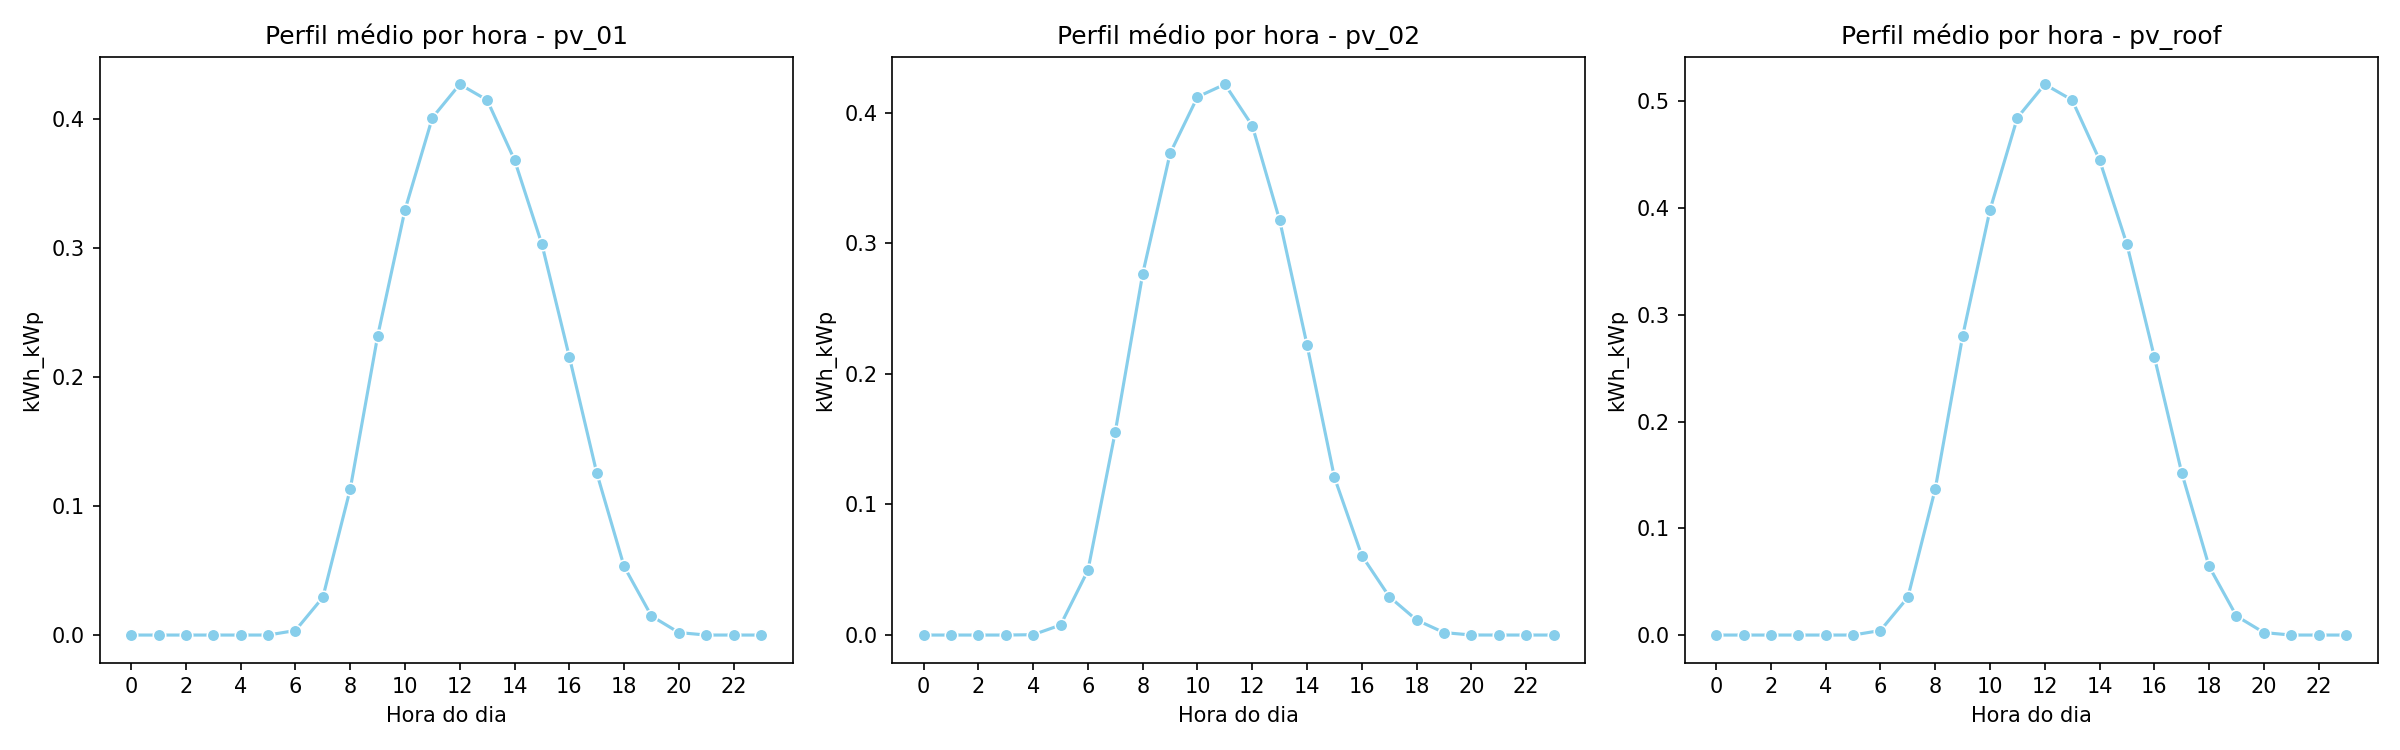 Perfil médio por hora - pv_01
kWh_kWp
0.4
0.3
0.2
0.1
0.0
0 2 4 6 8 10 12 14 16 18 20 22
Hora do dia
Perfil médio por hora - pv_02
kWh_kWp
0.4
0.3
0.2
0.1
0.0
0 2 4 6 8 10 12 14 16 18 20 22
Hora do dia
Perfil médio por hora - pv_roof
kWh_kWp
0.5
0.4
0.3
0.2
0.1
0.0
0 2 4 6 8 10 12 14 16 18 20 22
Hora do dia